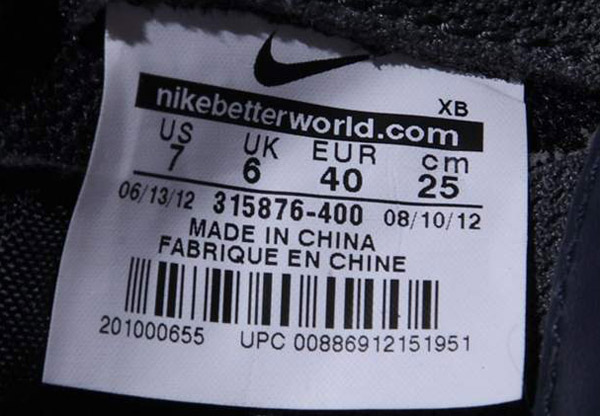 XB
nikebetterworld.com
US UK EUR cm
7 6 40 25
06/13/12 315876-400 08/10/12
MADE IN CHINA
FABRIQUE EN CHINE
201000655 UPC 00886912151951